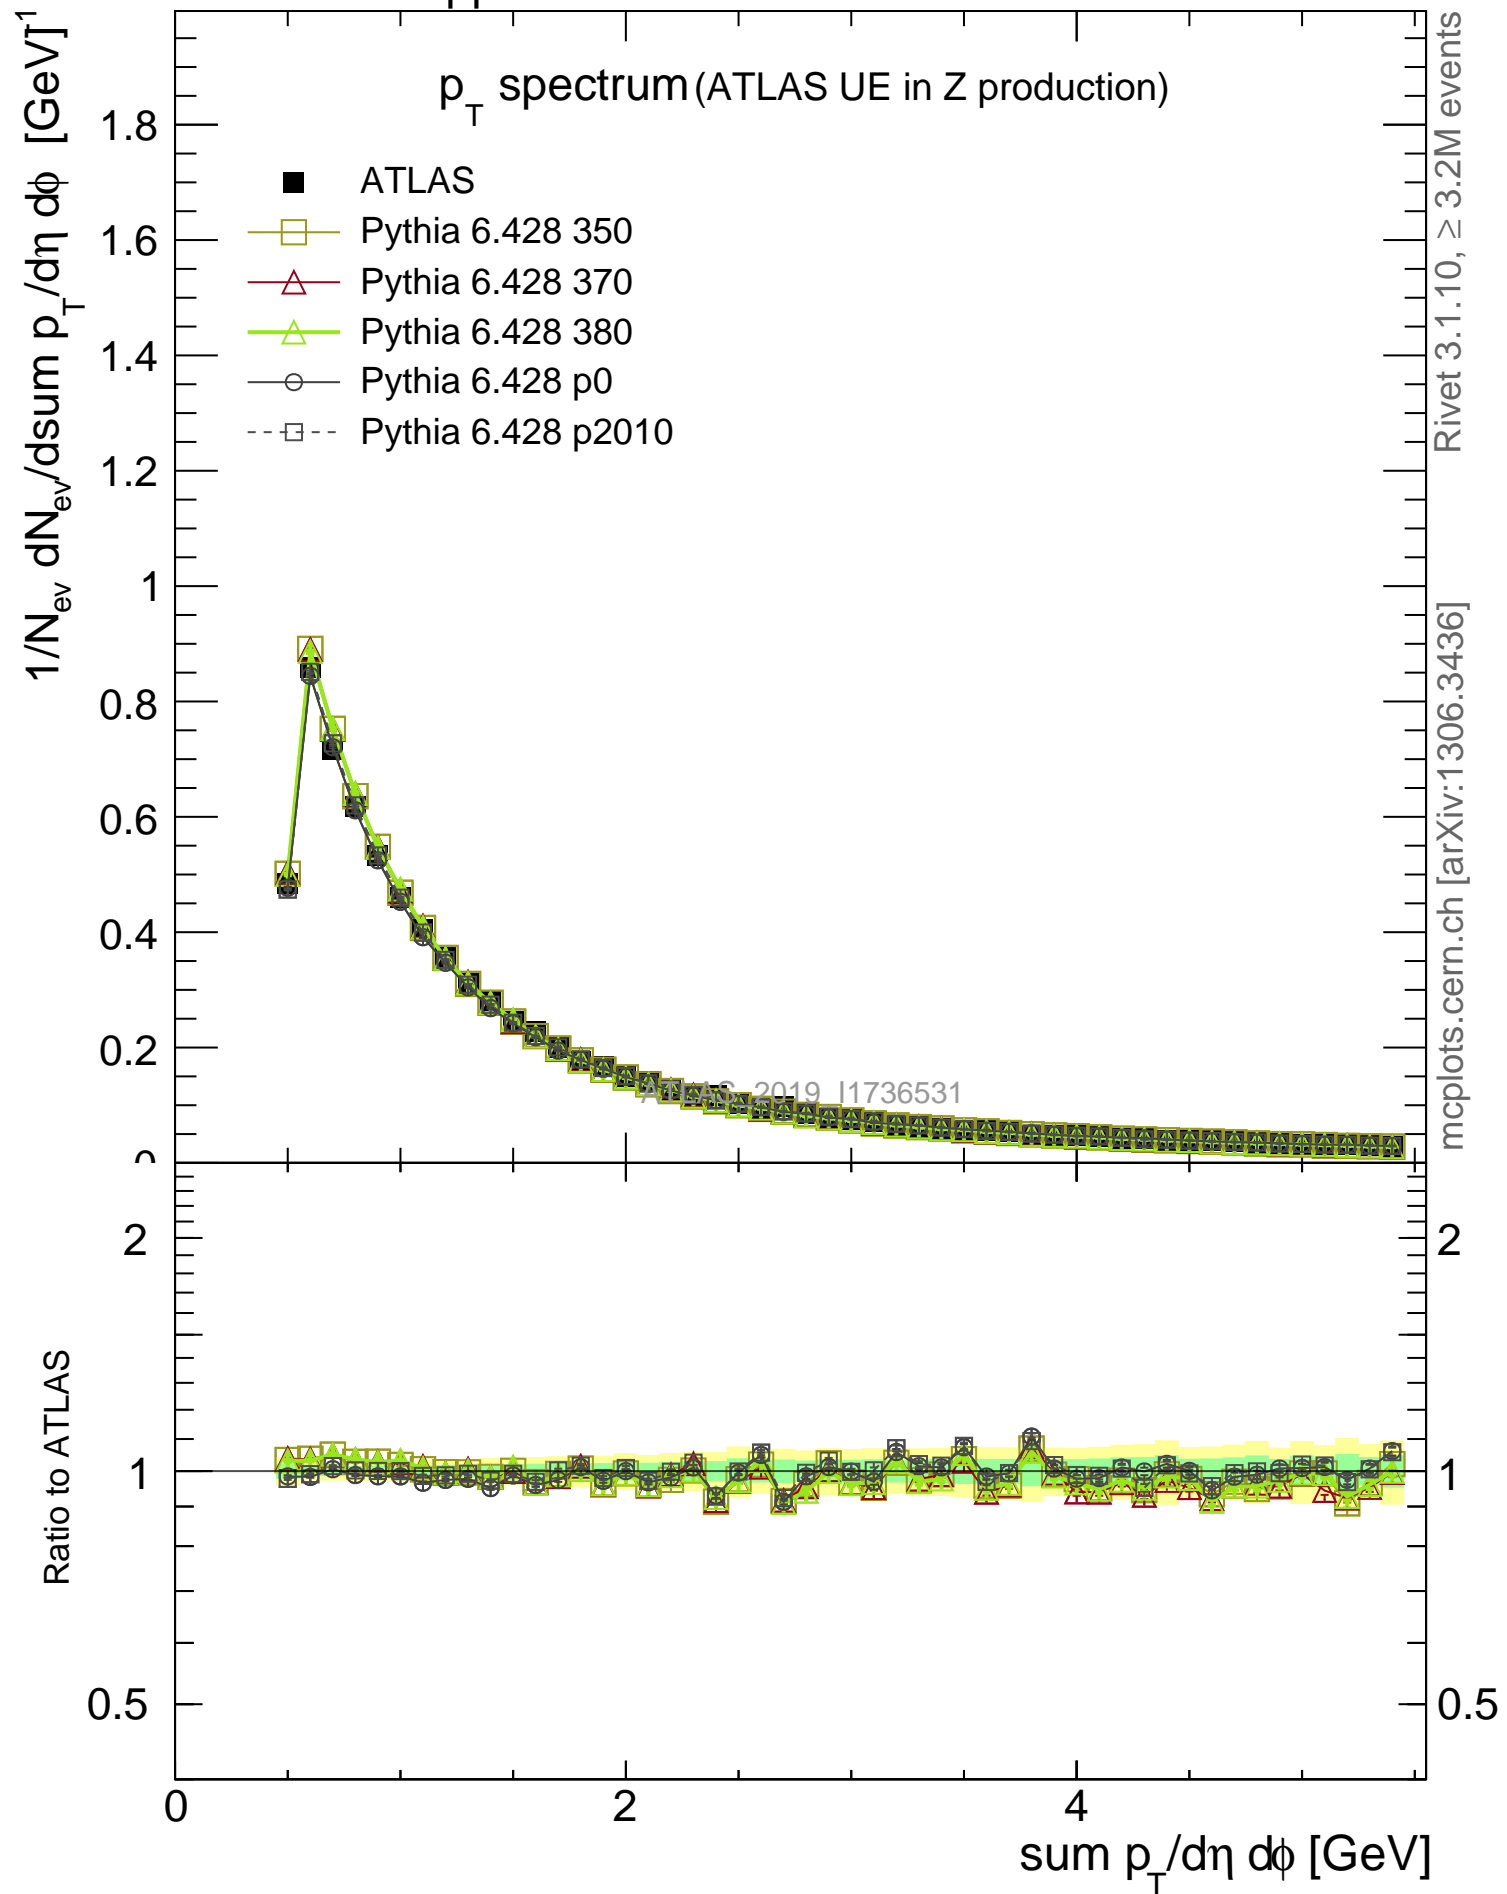 pp
p_T spectrum (ATLAS UE in Z production)
1/N_ev dN_ev/dsum p_T/dη dϕ [GeV]^-1
ATLAS
Pythia 6.428 350
Pythia 6.428 370
Pythia 6.428 380
Pythia 6.428 p0
Pythia 6.428 p2010
1.8
1.6
1.4
1.2
1
0.8
0.6
0.4
0.2
0
ATLAS_2019_I1736531
Rivet 3.1.10, ≥ 3.2M events
mcplots.cern.ch [arXiv:1306.3436]
Ratio to ATLAS
2
1
0.5
2
1
0.5
0
2
4
sum p_T/dη dϕ [GeV]